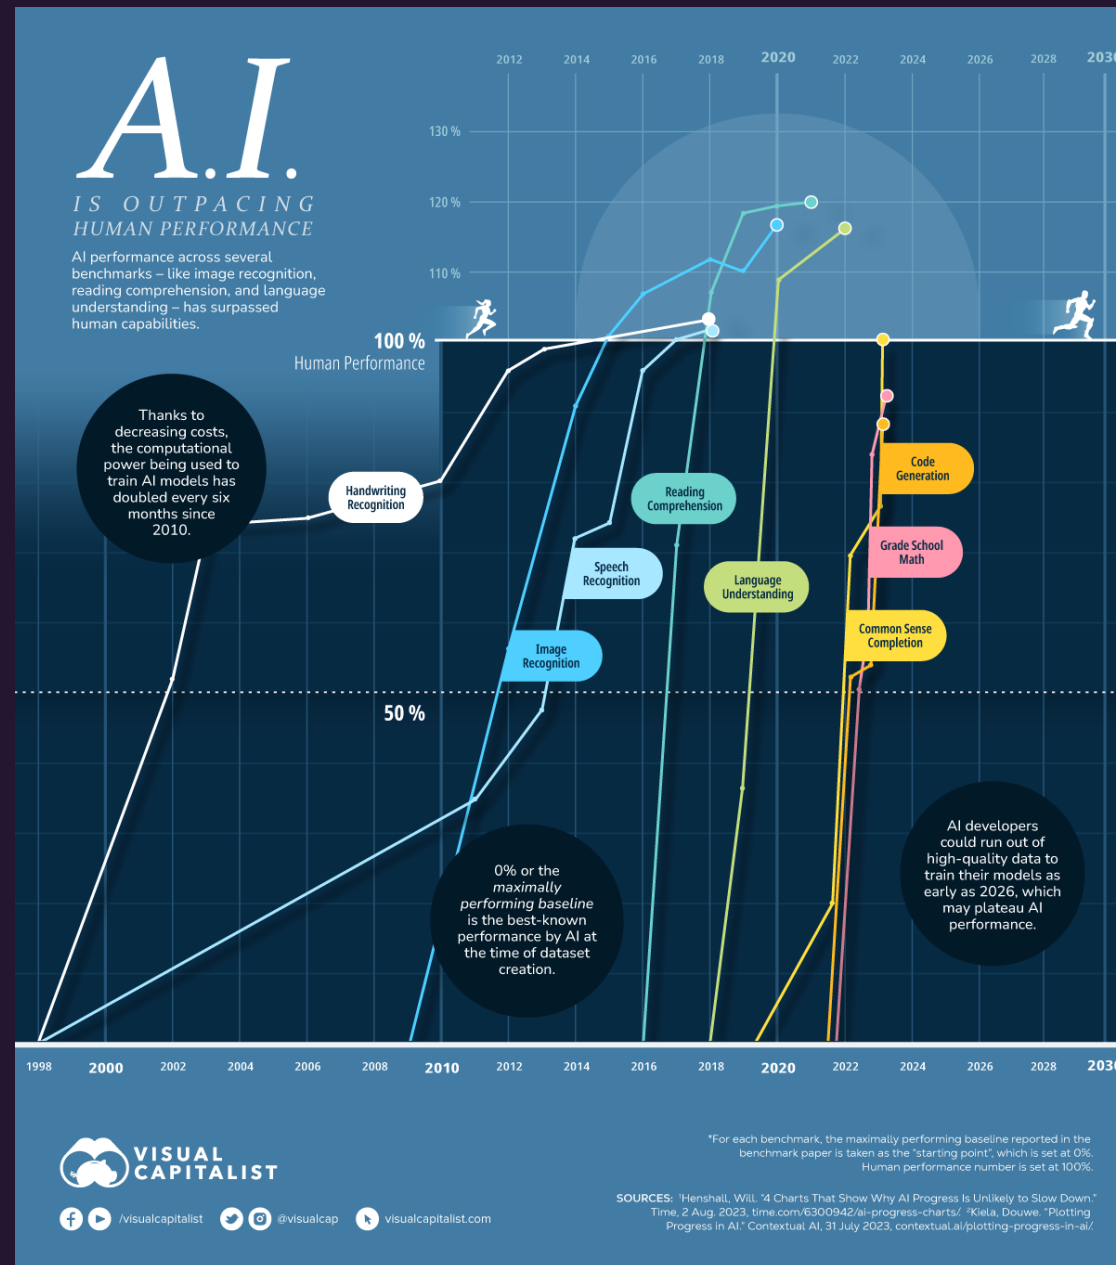 A.I.
IS OUTPACING
HUMAN PERFORMANCE
AI performance across several
benchmarks – like image recognition,
reading comprehension, and language
understanding – has surpassed
human capabilities.
2012 2014 2016 2018 2020 2022 2024 2026 2028 2030
130 %
120 %
110 %
100 %
Human Performance
Thanks to
decreasing costs,
the computational
power being used to
train AI models has
doubled every six
months since
2010.
Handwriting
Recognition
Speech
Recognition
Image
Recognition
Reading
Comprehension
Language
Understanding
Code
Generation
Grade School
Math
Common Sense
Completion
50 %
0% or the
maximally
performing baseline
is the best-known
performance by AI at
the time of dataset
creation.
AI developers
could run out of
high-quality data to
train their models as
early as 2026, which
may plateau AI
performance.
1998 2000 2002 2004 2006 2008 2010 2012 2014 2016 2018 2020 2022 2024 2026 2028 2030
VISUAL
CAPITALIST
/visualcapitalist @visualcap visualcapitalist.com
*For each benchmark, the maximally performing baseline reported in the
benchmark paper is taken as the "starting point", which is set at 0%.
Human performance number is set at 100%.
SOURCES: ¹Henshall, Will. "4 Charts That Show Why AI Progress Is Unlikely to Slow Down."
Time, 2 Aug. 2023, time.com/6300942/ai-progress-charts/. ²Kiela, Douwe. "Plotting
Progress in AI." Contextual AI, 31 July 2023, contextual.ai/plotting-progress-in-ai/.